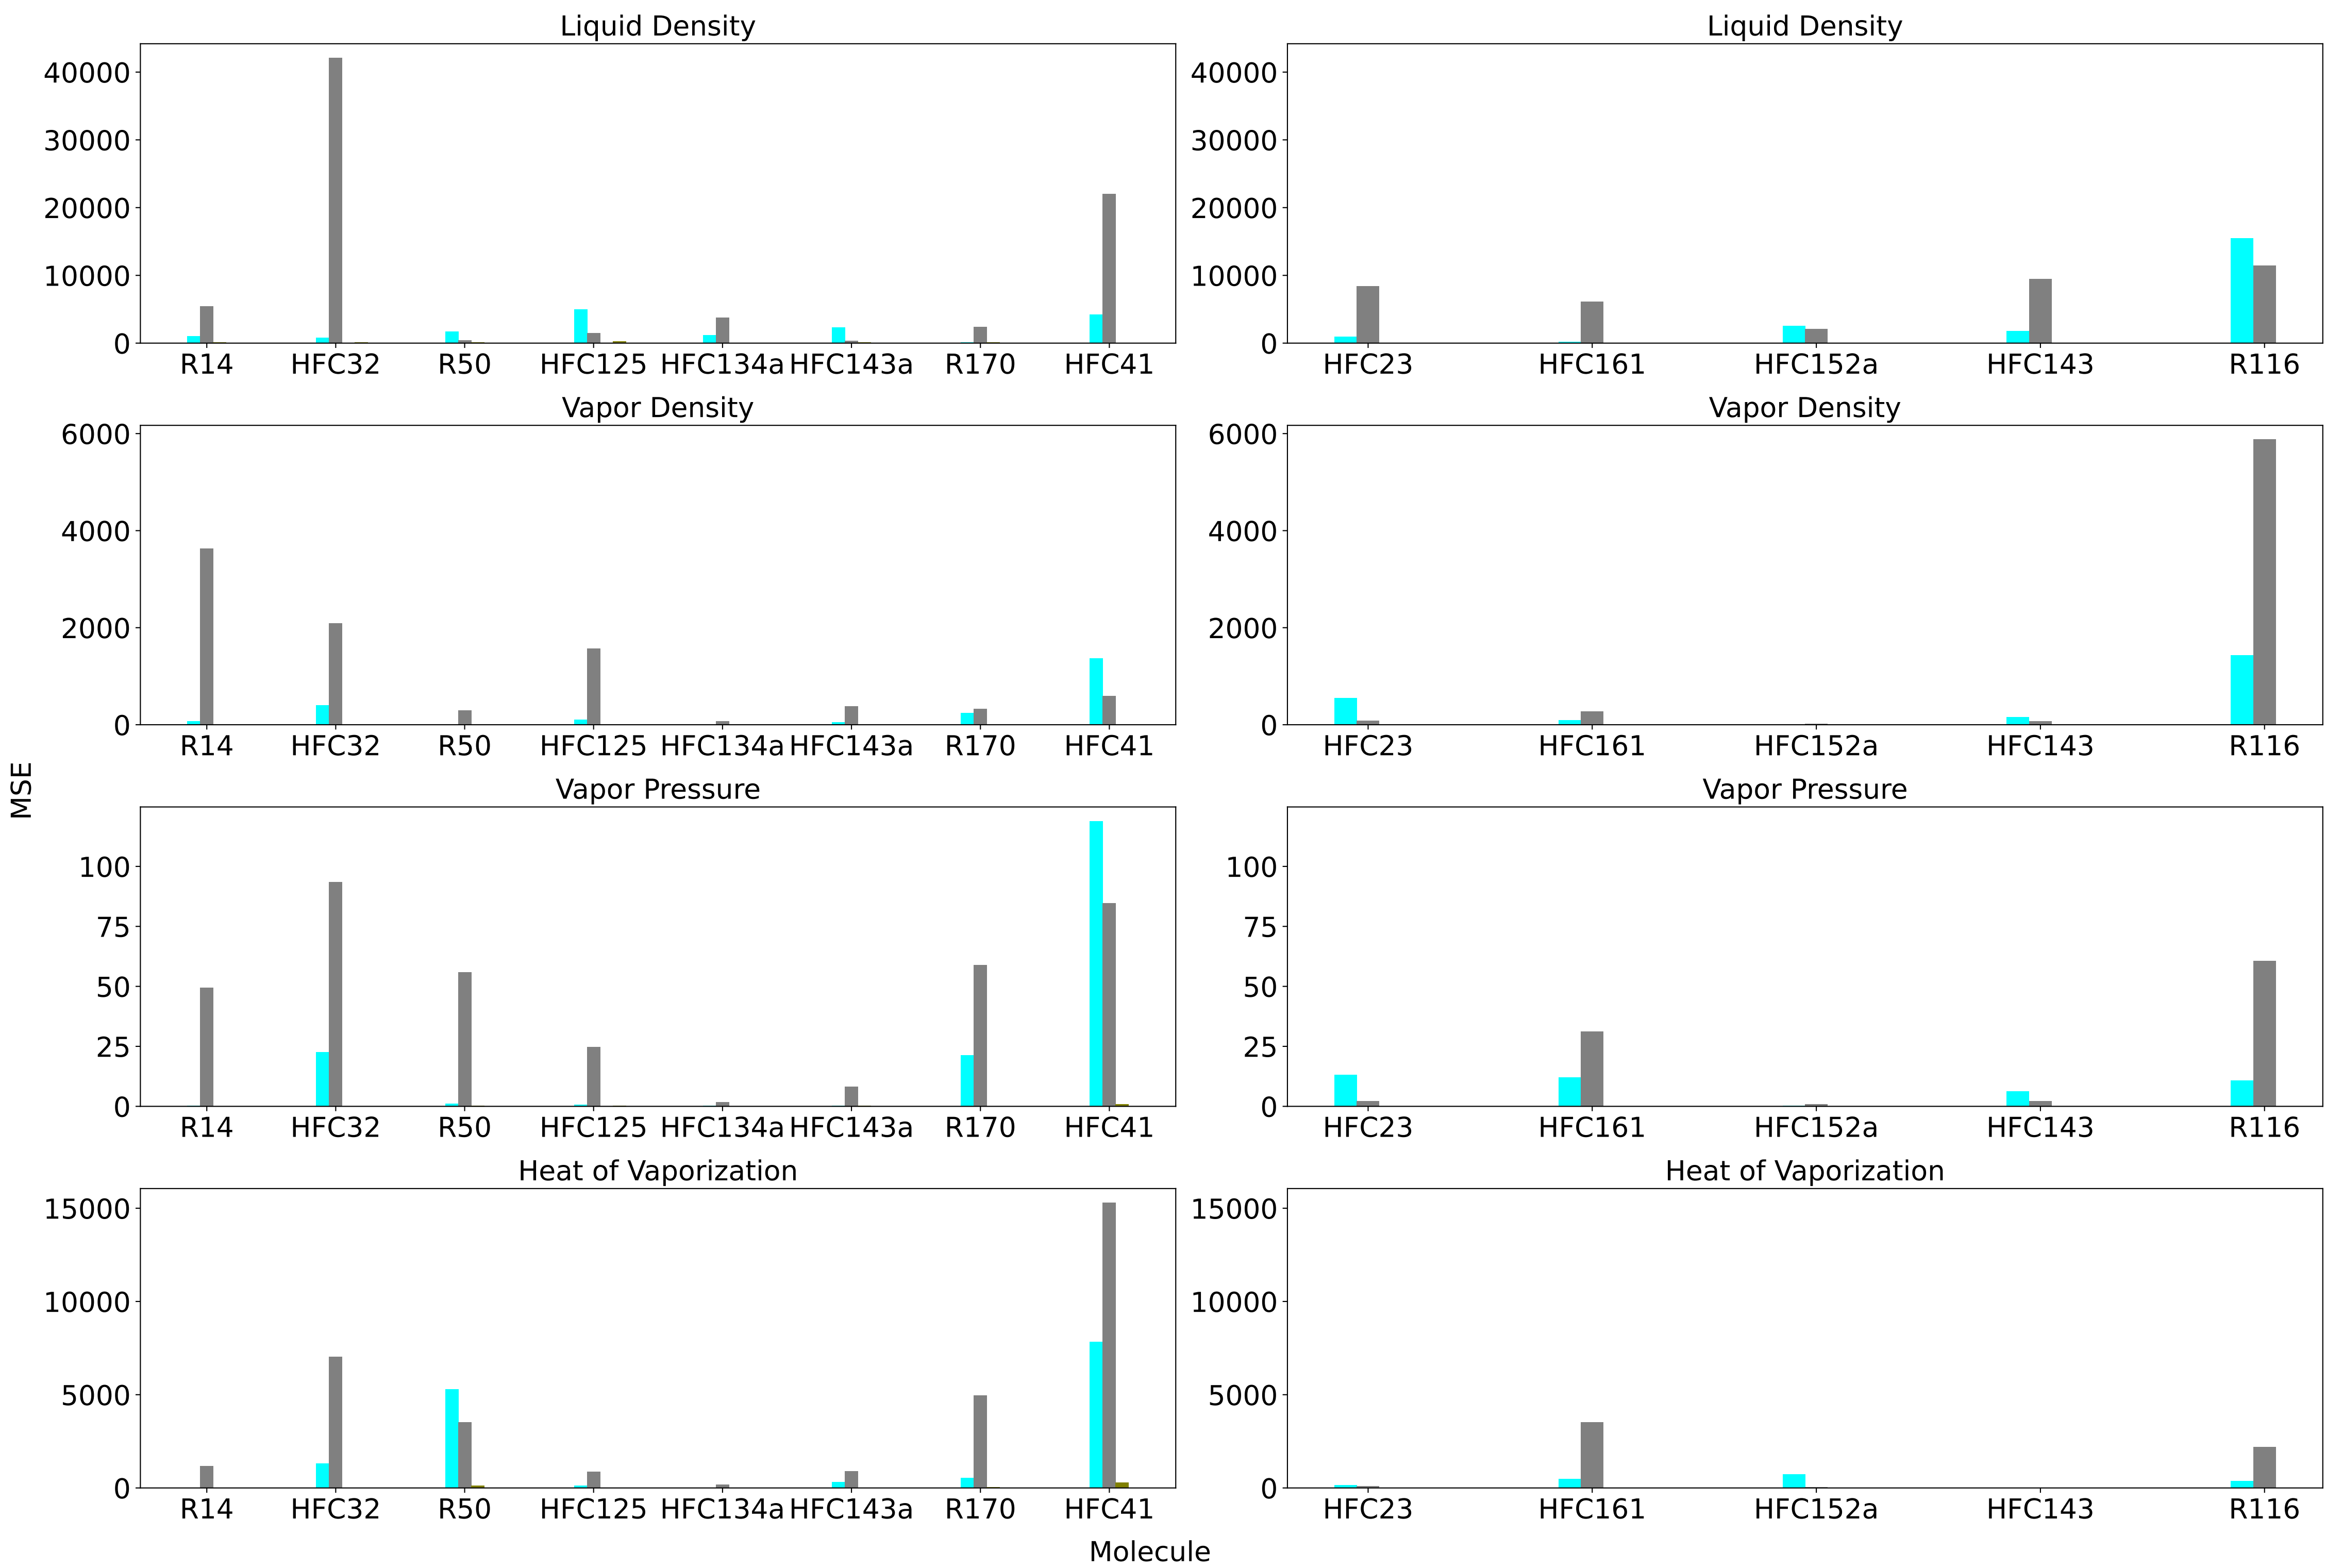 Liquid Density
40000
30000
20000
10000
0
R14 HFC32 R50 HFC125 HFC134a HFC143a R170 HFC41
Liquid Density
40000
30000
20000
10000
0
HFC23 HFC161 HFC152a HFC143 R116
Vapor Density
6000
4000
2000
0
R14 HFC32 R50 HFC125 HFC134a HFC143a R170 HFC41
Vapor Density
6000
4000
2000
0
HFC23 HFC161 HFC152a HFC143 R116
MSE
Vapor Pressure
100
75
50
25
0
R14 HFC32 R50 HFC125 HFC134a HFC143a R170 HFC41
Vapor Pressure
100
75
50
25
0
HFC23 HFC161 HFC152a HFC143 R116
Heat of Vaporization
15000
10000
5000
0
R14 HFC32 R50 HFC125 HFC134a HFC143a R170 HFC41
Heat of Vaporization
15000
10000
5000
0
HFC23 HFC161 HFC152a HFC143 R116
Molecule